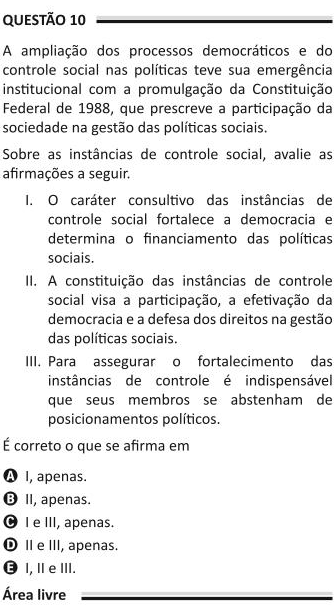 QUESTÃO 10
A ampliação dos processos democráticos e do
controle social nas políticas teve sua emergência
institucional com a promulgação da Constituição
Federal de 1988, que prescreve a participação da
sociedade na gestão das políticas sociais.
Sobre as instâncias de controle social, avalie as
afirmações a seguir.
I. O caráter consultivo das instâncias de
controle social fortalece a democracia e
determina o financiamento das políticas
sociais.
II. A constituição das instâncias de controle
social visa a participação, a efetivação da
democracia e a defesa dos direitos na gestão
das políticas sociais.
III. Para assegurar o fortalecimento das
instâncias de controle é indispensável
que seus membros se abstenham de
posicionamentos políticos.
É correto o que se afirma em
A I, apenas.
B II, apenas.
C I e III, apenas.
D II e III, apenas.
E I, II e III.
Área livre